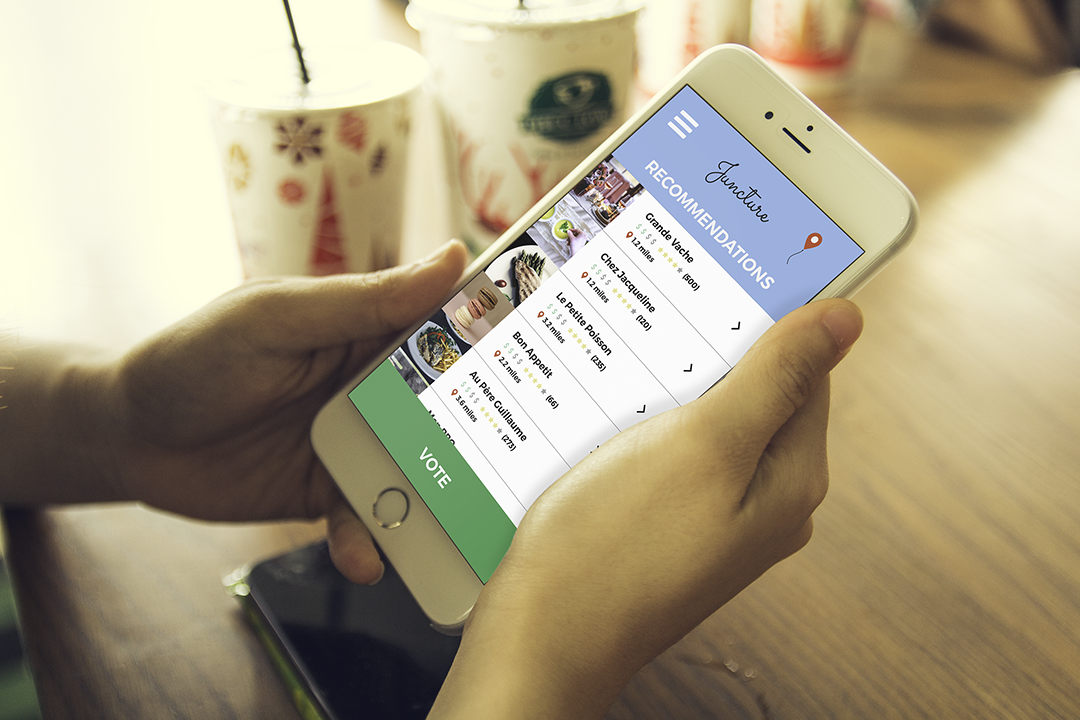 Juncture
RECOMMENDATIONS
Grande Vache
$ $ $ $ ★★★★★ (500)
1.2 miles
Chez Jacqueline
$ $ $ $ ★★★★★ (120)
1.2 miles
Le Petite Poisson
$ $ $ $ ★★★★★ (235)
3.2 miles
Bon Appetit
$ $ $ $ ★★★★★ (66)
2.2 miles
Au Père Guillaume
$ $ $ $ ★★★★★ (273)
3.6 miles
VOTE